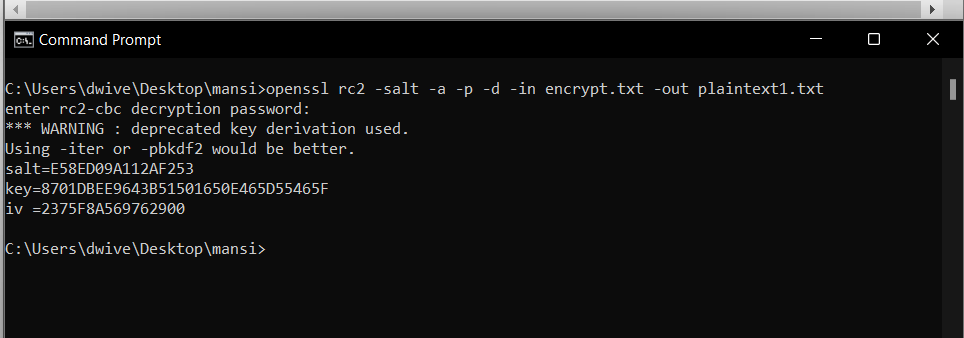 Command Prompt
C:\Users\dwive\Desktop\mansi>openssl rc2 -salt -a -p -d -in encrypt.txt -out plaintext1.txt
enter rc2-cbc decryption password:
*** WARNING : deprecated key derivation used.
Using -iter or -pbkdf2 would be better.
salt=E58ED09A112AF253
key=8701DBEE9643B51501650E465D55465F
iv =2375F8A569762900
C:\Users\dwive\Desktop\mansi>